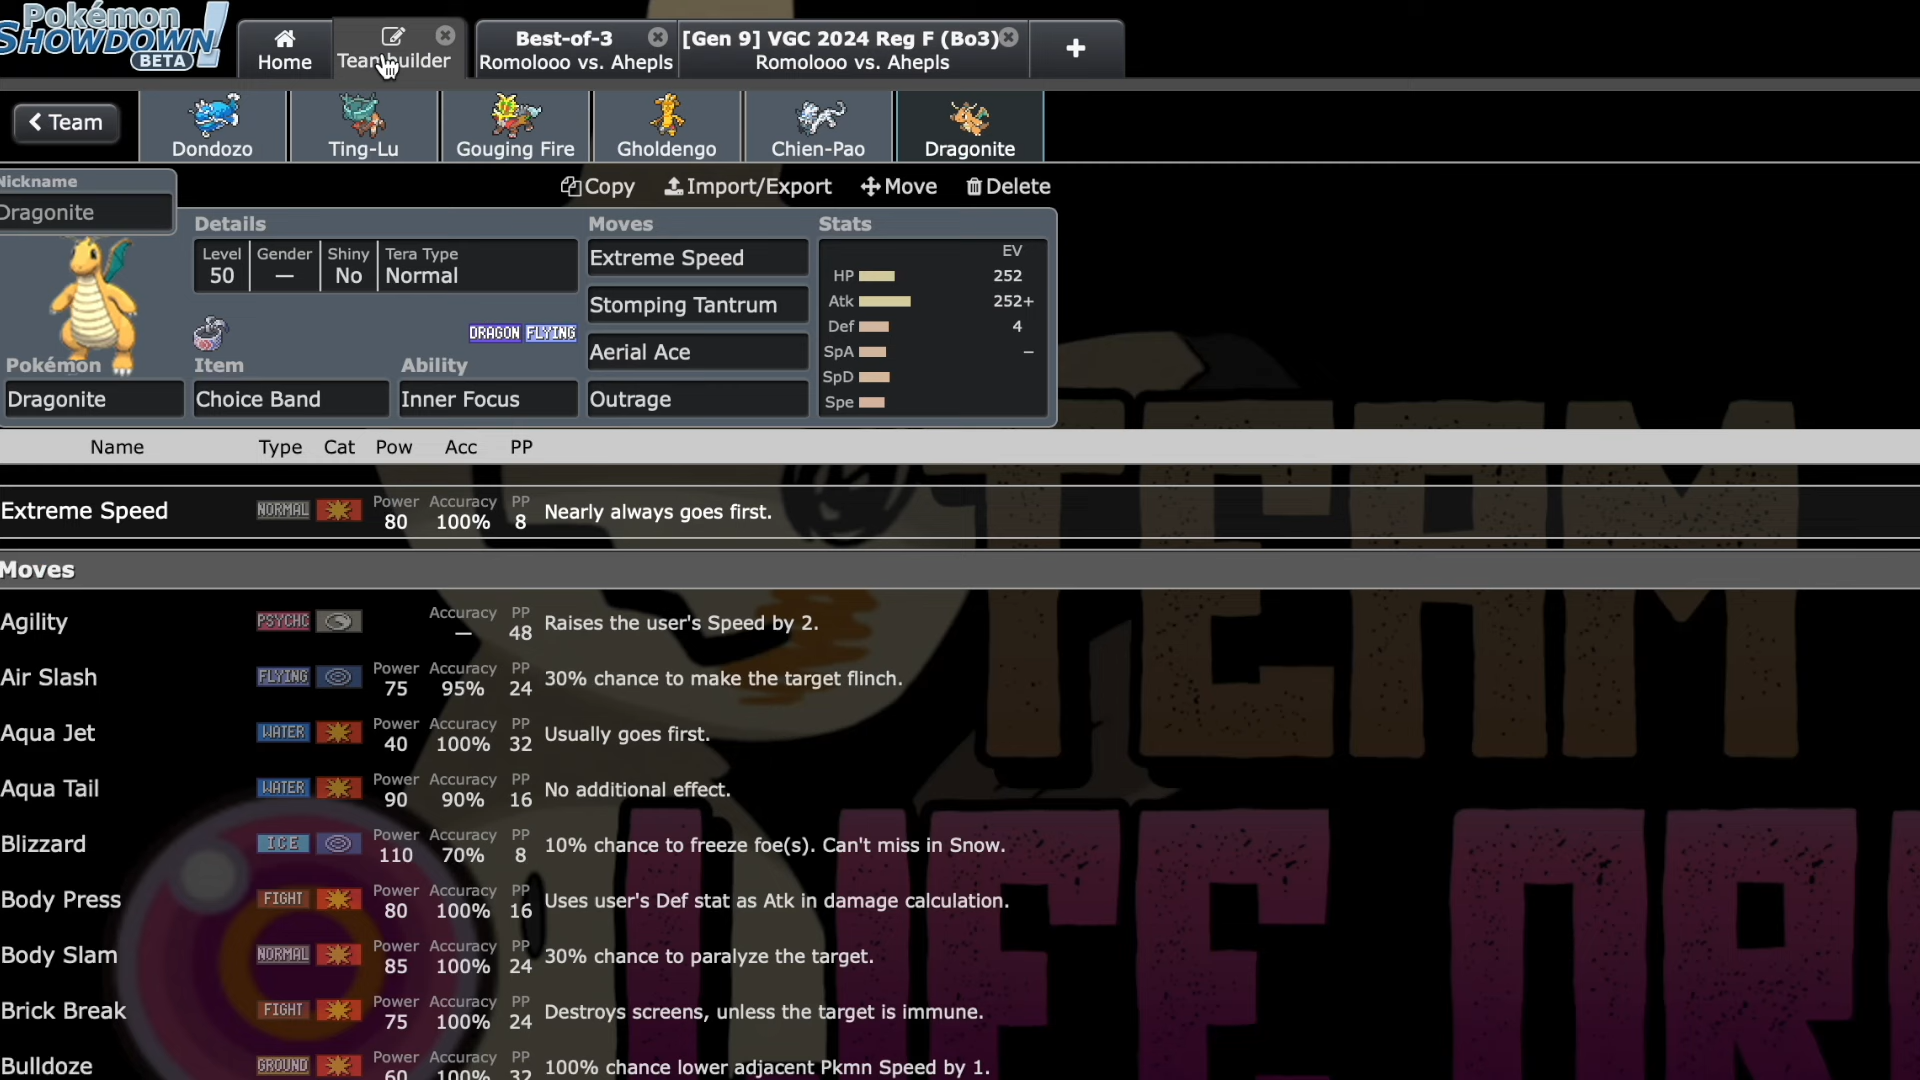 Pokémon
SHOWDOWN!
BETA
Home
Teambuilder
Best-of-3
Romolooo vs. Ahepls
[Gen 9] VGC 2024 Reg F (Bo3)
Romolooo vs. Ahepls
+
Team
Dondozo
Ting-Lu
Gouging Fire
Gholdengo
Chien-Pao
Dragonite
Nickname
Dragonite
Copy
Import/Export
Move
Delete
Details
Moves
Stats
Level
50
Gender
—
Shiny
No
Tera Type
Normal
DRAGON FLYING
Pokémon
Dragonite
Item
Choice Band
Ability
Inner Focus
Extreme Speed
Stomping Tantrum
Aerial Ace
Outrage
EV
HP 252
Atk 252+
Def 4
SpA –
SpD
Spe
Name Type Cat Pow Acc PP
Extreme Speed NORMAL Power 80 Accuracy 100% PP 8 Nearly always goes first.
Moves
Agility PSYCHC Accuracy — PP 48 Raises the user's Speed by 2.
Air Slash FLYING Power 75 Accuracy 95% PP 24 30% chance to make the target flinch.
Aqua Jet WATER Power 40 Accuracy 100% PP 32 Usually goes first.
Aqua Tail WATER Power 90 Accuracy 90% PP 16 No additional effect.
Blizzard ICE Power 110 Accuracy 70% PP 8 10% chance to freeze foe(s). Can't miss in Snow.
Body Press FIGHT Power 80 Accuracy 100% PP 16 Uses user's Def stat as Atk in damage calculation.
Body Slam NORMAL Power 85 Accuracy 100% PP 24 30% chance to paralyze the target.
Brick Break FIGHT Power 75 Accuracy 100% PP 24 Destroys screens, unless the target is immune.
Bulldoze GROUND Power 60 Accuracy 100% PP 32 100% chance lower adjacent Pkmn Speed by 1.
TEAM